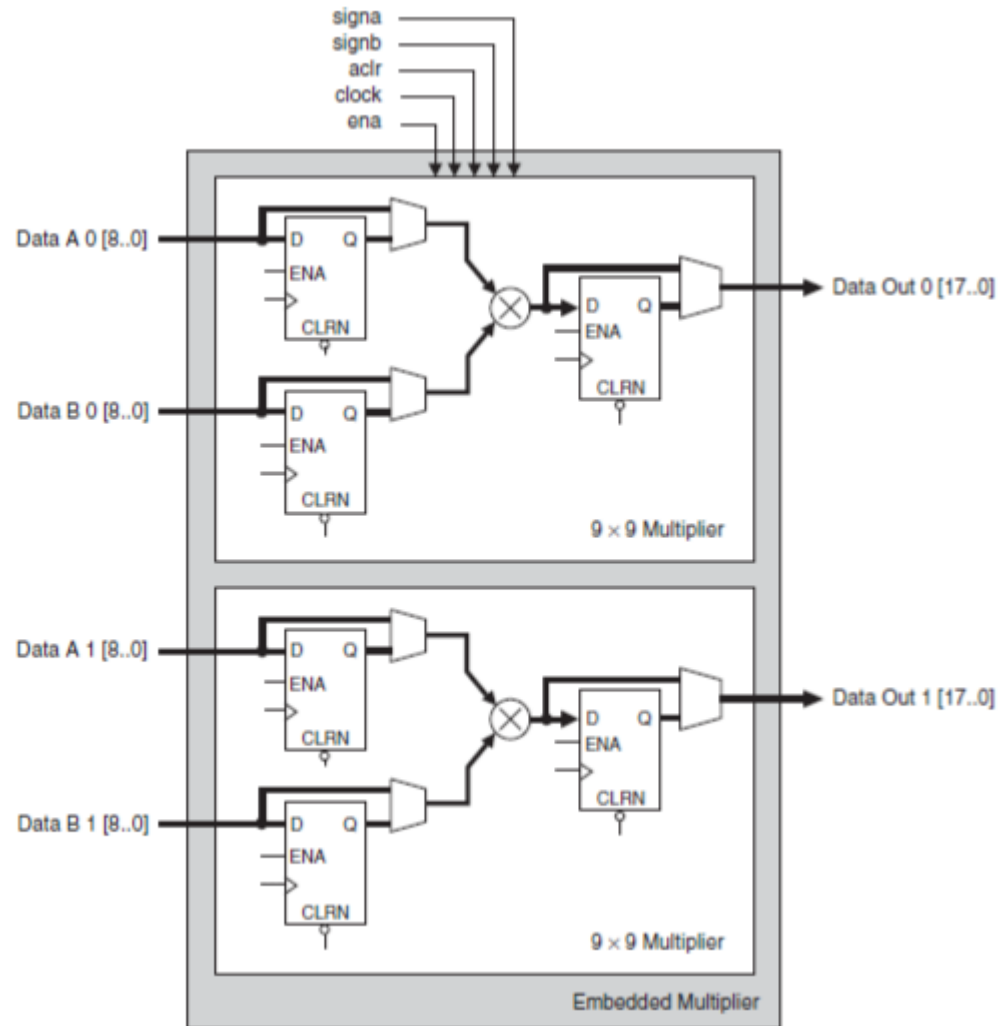 signa
signb
aclr
clock
ena
Data A 0 [8..0]
D Q
ENA
CLRN
Data B 0 [8..0]
D Q
ENA
CLRN
D Q
ENA
CLRN
Data Out 0 [17..0]
9 × 9 Multiplier
Data A 1 [8..0]
D Q
ENA
CLRN
Data B 1 [8..0]
D Q
ENA
CLRN
D Q
ENA
CLRN
Data Out 1 [17..0]
9 × 9 Multiplier
Embedded Multiplier